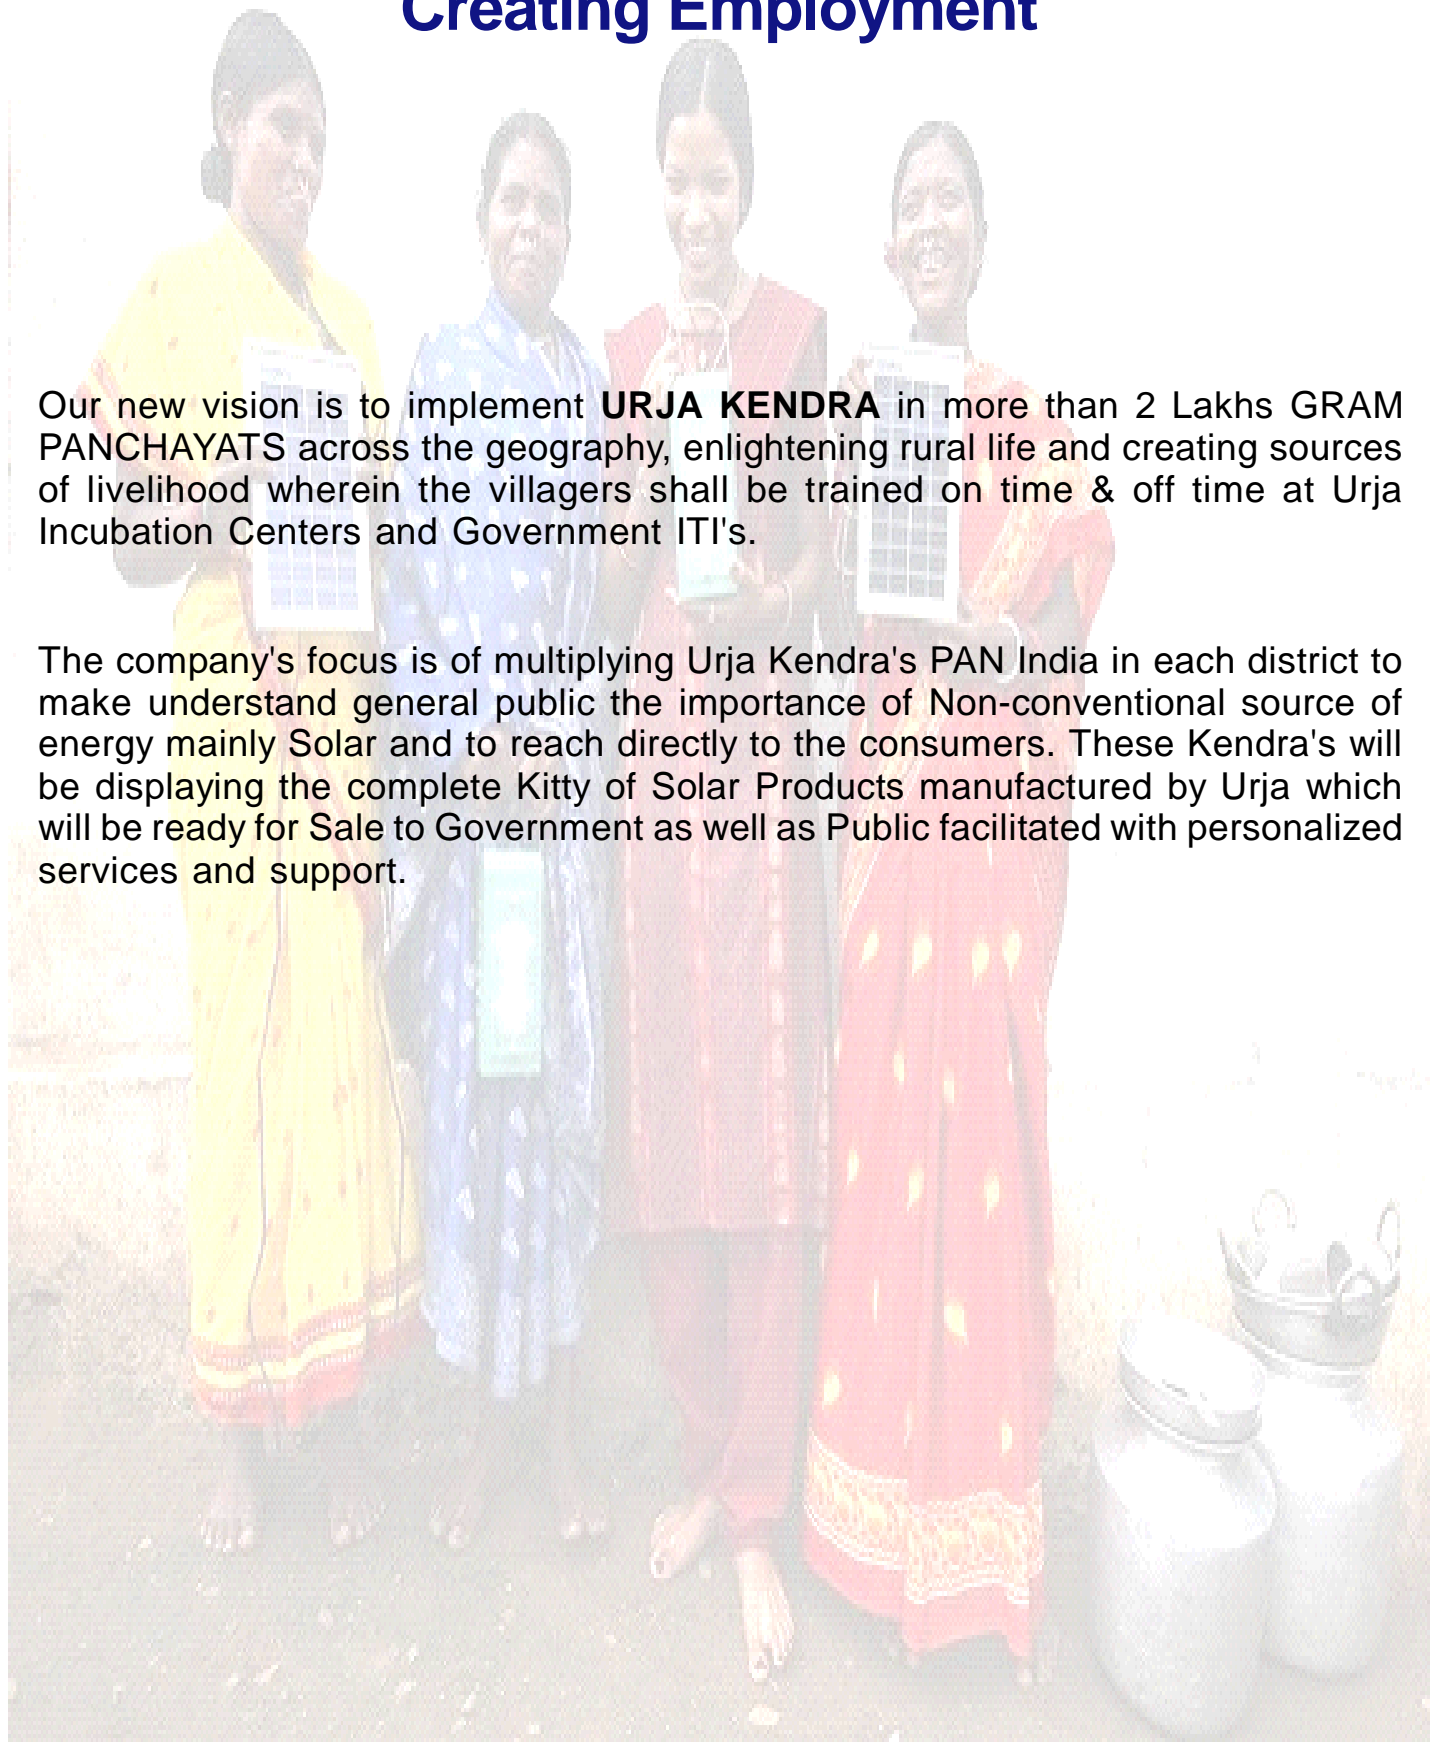 Creating Employment
Our new vision is to implement URJA KENDRA in more than 2 Lakhs GRAM
PANCHAYATS across the geography, enlightening rural life and creating sources
of livelihood wherein the villagers shall be trained on time & off time at Urja
Incubation Centers and Government ITI's.
The company's focus is of multiplying Urja Kendra's PAN India in each district to
make understand general public the importance of Non-conventional source of
energy mainly Solar and to reach directly to the consumers. These Kendra's will
be displaying the complete Kitty of Solar Products manufactured by Urja which
will be ready for Sale to Government as well as Public facilitated with personalized
services and support.